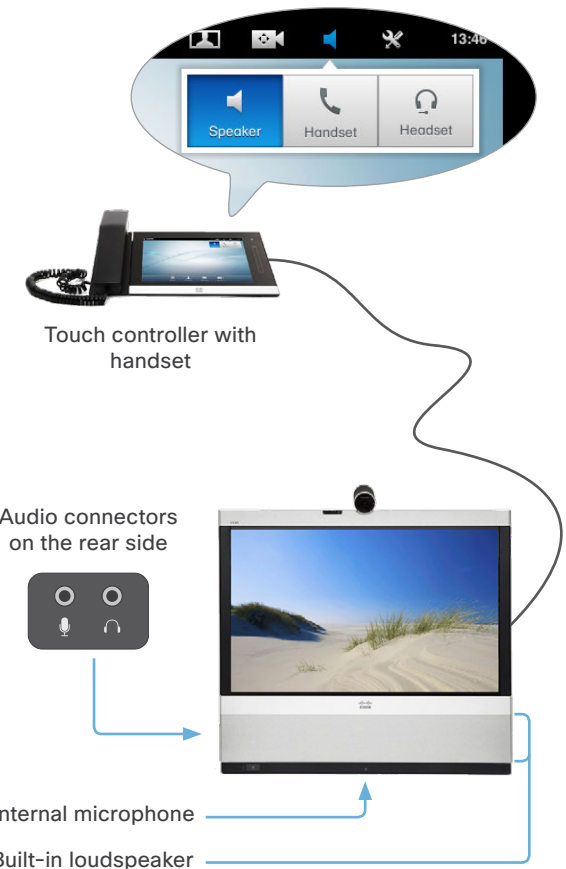 13:46
Speaker
Handset
Headset
Touch controller with
handset
Audio connectors
on the rear side
nternal microphone
Built-in loudspeaker